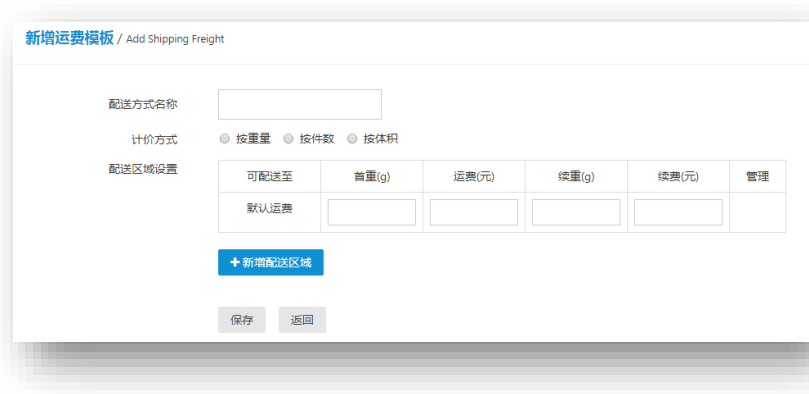 新增运费模板 / Add Shipping Freight
配送方式名称
计价方式 按重量 按件数 按体积
配送区域设置
可配送至 首重(g) 运费(元) 续重(g) 续费(元) 管理
默认运费
+新增配送区域
保存 返回